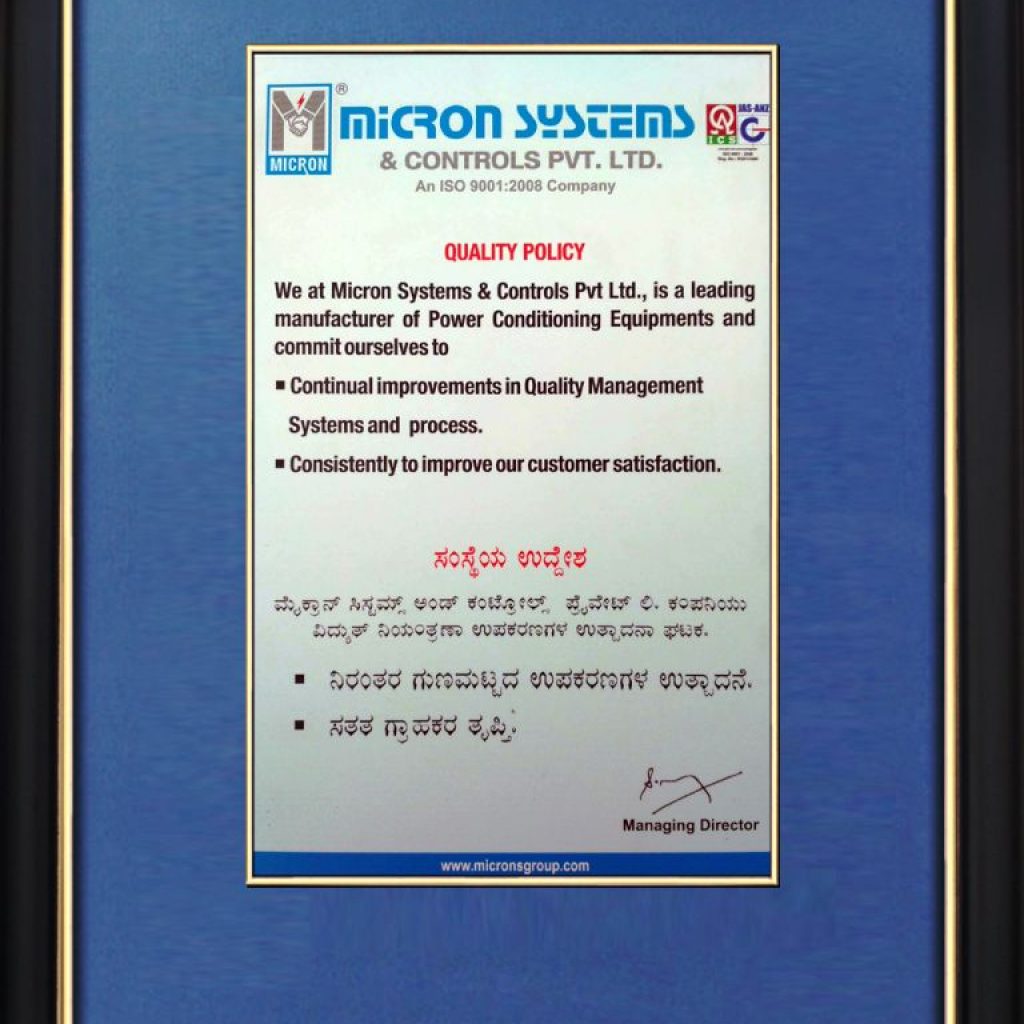 ®
MICRON SYSTEMS
MICRON
& CONTROLS PVT. LTD.
An ISO 9001:2008 Company
JAS-ANZ
ICS
QUALITY POLICY
We at Micron Systems & Controls Pvt Ltd., is a leading
manufacturer of Power Conditioning Equipments and
commit ourselves to
▪ Continual improvements in Quality Management
Systems and process.
▪ Consistently to improve our customer satisfaction.
ಸಂಸ್ಥೆಯ ಉದ್ದೇಶ
ಮೈಕ್ರಾನ್ ಸಿಸ್ಟಮ್ಸ್ ಅಂಡ್ ಕಂಟ್ರೋಲ್ಸ್ ಪ್ರೈವೇಟ್ ಲಿ. ಕಂಪನಿಯು
ವಿದ್ಯುತ್ ನಿಯಂತ್ರಣಾ ಉಪಕರಣಗಳ ಉತ್ಪಾದನಾ ಘಟಕ.
▪ ನಿರಂತರ ಗುಣಮಟ್ಟದ ಉಪಕರಣಗಳ ಉತ್ಪಾದನೆ.
▪ ಸತತ ಗ್ರಾಹಕರ ತೃಪ್ತಿ.
Managing Director
www.micronsgroup.com